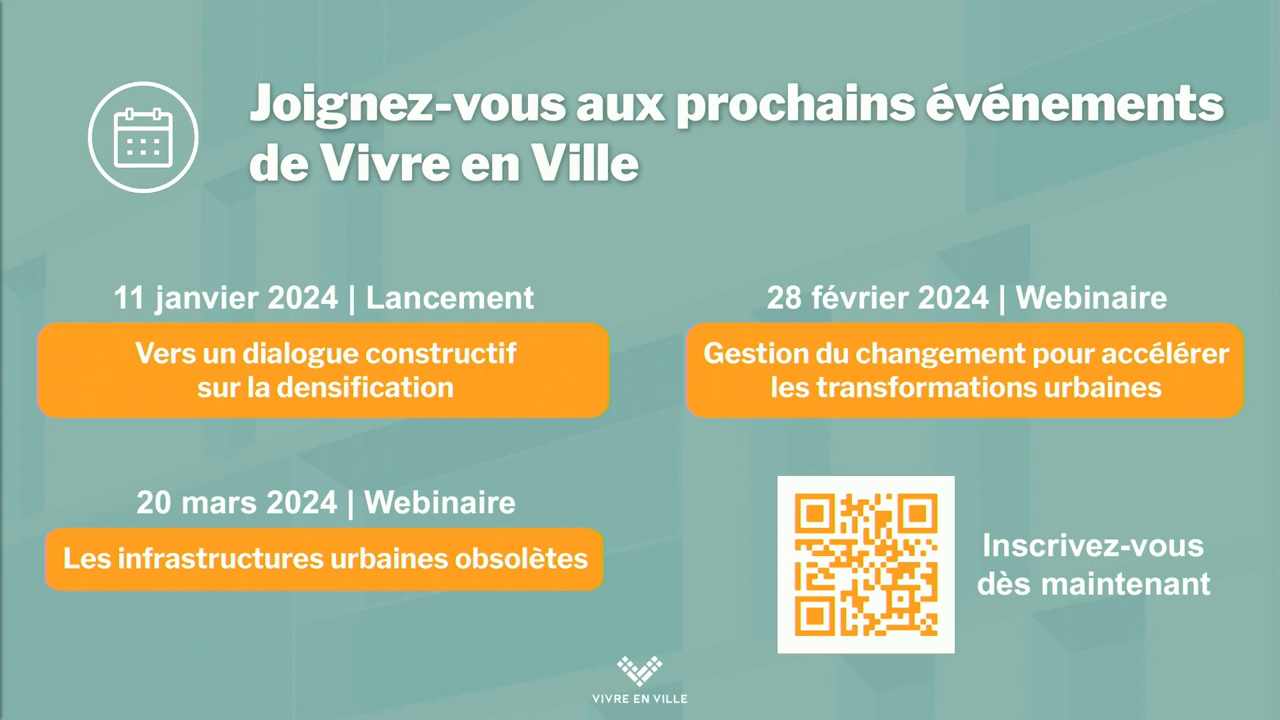 Joignez-vous aux prochains événements
de Vivre en Ville
11 janvier 2024 | Lancement
Vers un dialogue constructif
sur la densification
28 février 2024 | Webinaire
Gestion du changement pour accélérer
les transformations urbaines
20 mars 2024 | Webinaire
Les infrastructures urbaines obsolètes
Inscrivez-vous
dès maintenant
VIVRE EN VILLE